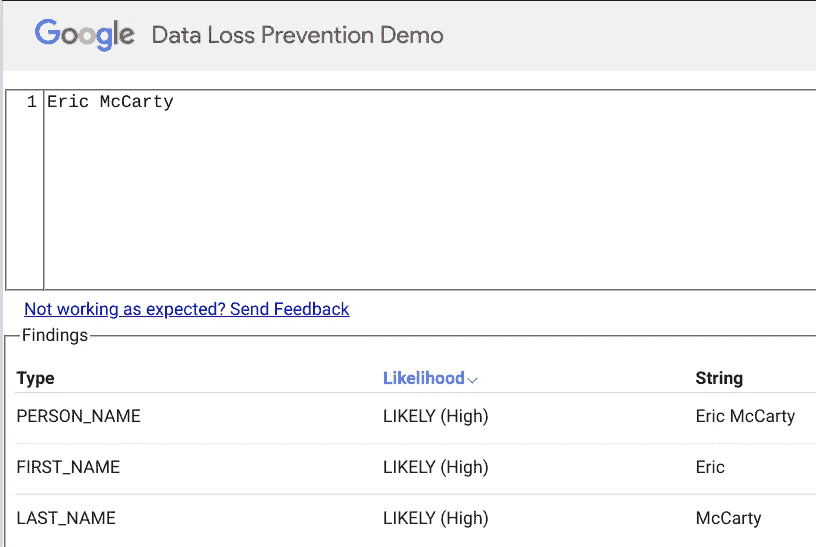 Google Data Loss Prevention Demo
1 Eric McCarty
Not working as expected? Send Feedback
Findings
Type Likelihood String
PERSON_NAME LIKELY (High) Eric McCarty
FIRST_NAME LIKELY (High) Eric
LAST_NAME LIKELY (High) McCarty